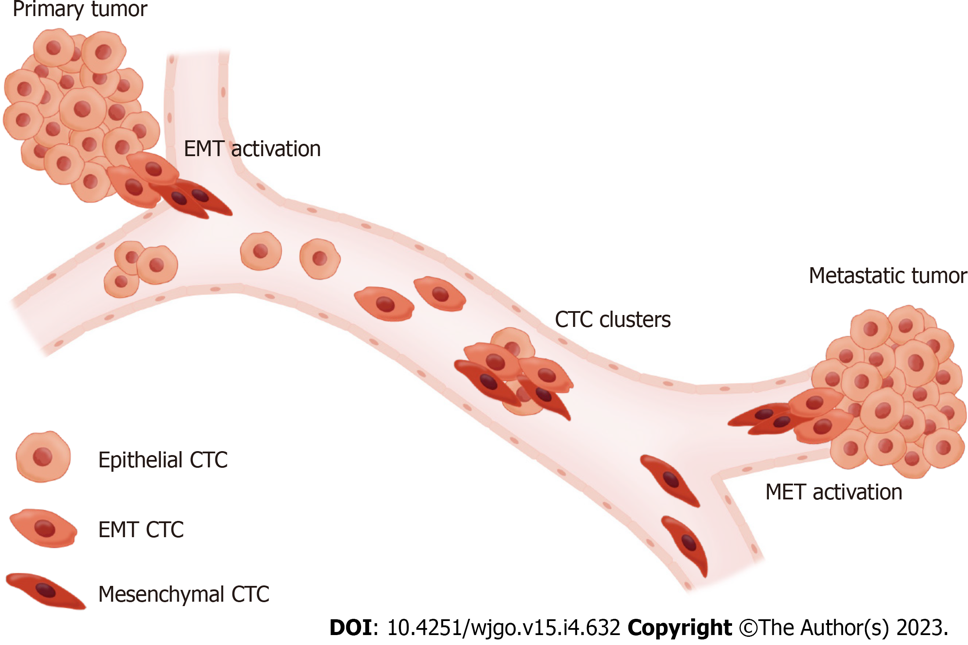 Primary tumor
EMT activation
Metastatic tumor
CTC clusters
Epithelial CTC
MET activation
EMT CTC
Mesenchymal CTC
DOI: 10.4251/wjgo.v15.i4.632 Copyright ©The Author(s) 2023.